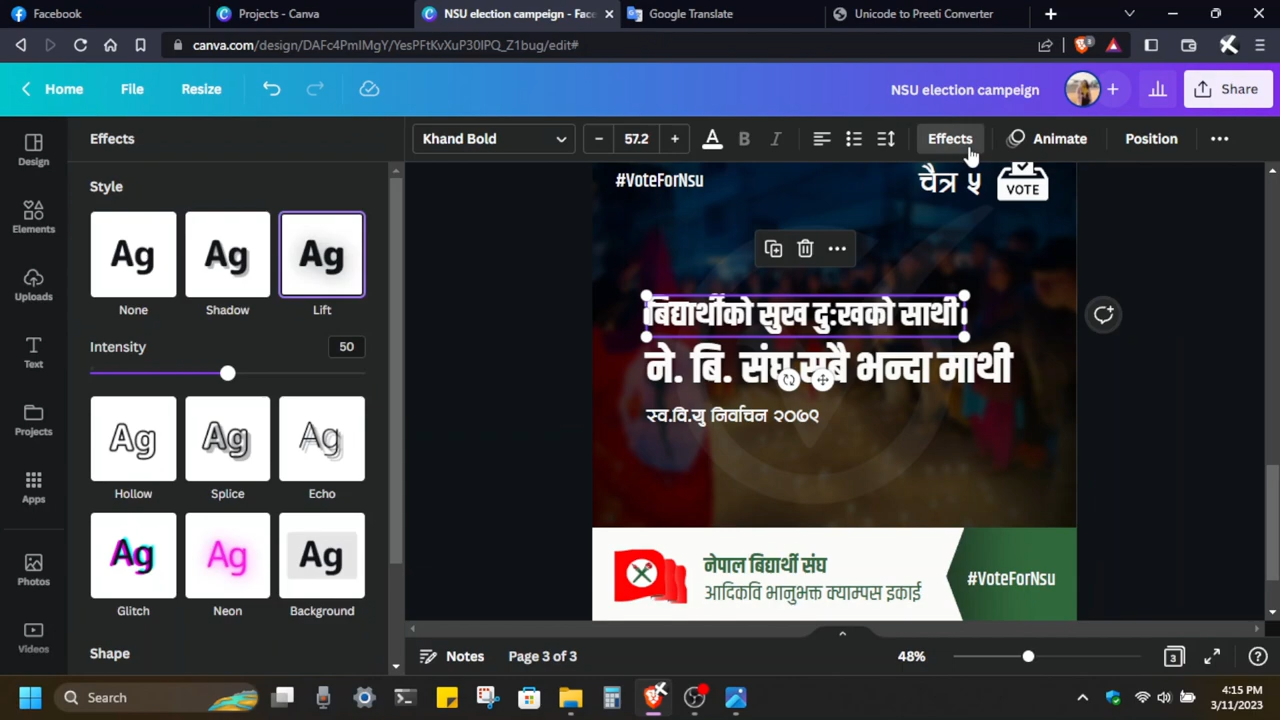 Facebook
Projects - Canva
NSU election campaign - Face
Google Translate
Unicode to Preeti Converter
canva.com/design/DAFc4PmIMgY/YesPFtKvXuP30IPQ_Z1bug/edit#
Home
File
Resize
NSU election campaign
Share
Effects
Khand Bold
57.2
A
B
I
Effects
Animate
Position
Design
Elements
Uploads
Text
Projects
Apps
Photos
Videos
Style
Ag
Ag
Ag
None
Shadow
Lift
Intensity
50
Ag
Ag
Ag
Hollow
Splice
Echo
Ag
Ag
Ag
Glitch
Neon
Background
Shape
#VoteForNsu
चैत्र ५
VOTE
बिद्यार्थीको सुख दुःखको साथी
ने. बि. संघ सबै भन्दा माथी
स्व.वि.यु निर्वाचन २०७९
नेपाल बिद्यार्थी संघ
आदिकवि भानुभक्त क्याम्पस इकाई
#VoteForNsu
Notes
Page 3 of 3
48%
3
Search
4:15 PM
3/11/2023